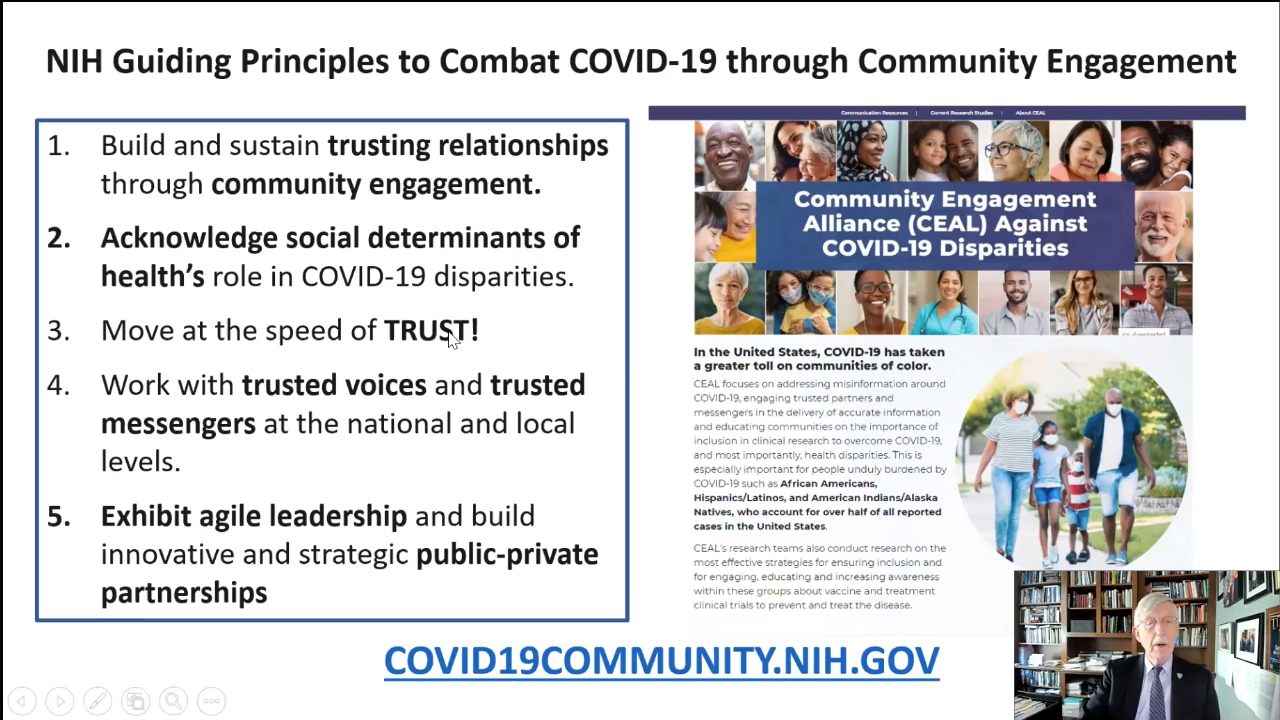 NIH Guiding Principles to Combat COVID-19 through Community Engagement
1. Build and sustain trusting relationships
through community engagement.
2. Acknowledge social determinants of
health's role in COVID-19 disparities.
3. Move at the speed of TRUST!
4. Work with trusted voices and trusted
messengers at the national and local
levels.
5. Exhibit agile leadership and build
innovative and strategic public-private
partnerships
Communication Resources | Current Research Studies | About CEAL
Community Engagement
Alliance (CEAL) Against
COVID-19 Disparities
In the United States, COVID-19 has taken
a greater toll on communities of color.
CEAL focuses on addressing misinformation around
COVID-19, engaging trusted partners and
messengers in the delivery of accurate information
and educating communities on the importance of
inclusion in clinical research to overcome COVID-19,
and most importantly, health disparities. This is
especially important for people unduly burdened by
COVID-19 such as African Americans,
Hispanics/Latinos, and American Indians/Alaska
Natives, who account for over half of all reported
cases in the United States.
CEAL's research teams also conduct research on the
most effective strategies for ensuring inclusion and
for engaging, educating and increasing awareness
within these groups about vaccine and treatment
clinical trials to prevent and treat the disease.
COVID19COMMUNITY.NIH.GOV